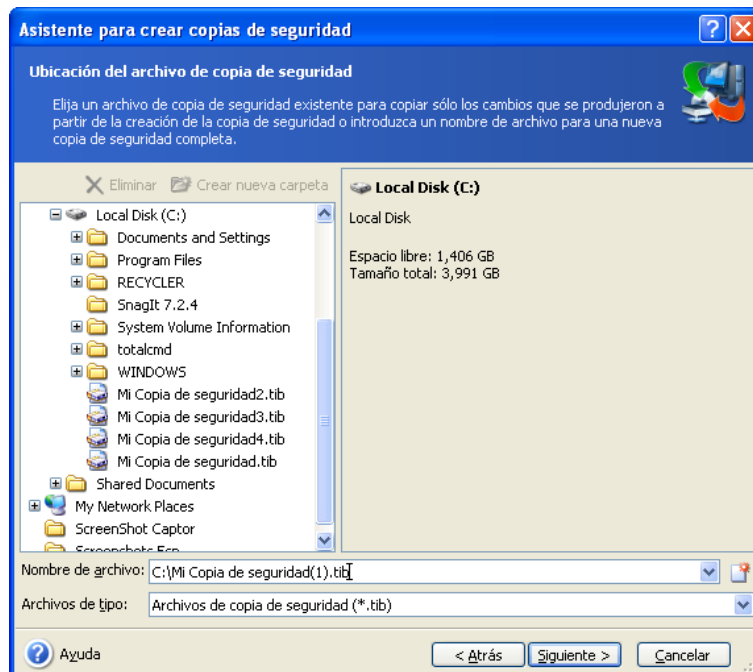 Asistente para crear copias de seguridad
Ubicación del archivo de copia de seguridad
Elija un archivo de copia de seguridad existente para copiar sólo los cambios que se produjeron a
partir de la creación de la copia de seguridad o introduzca un nombre de archivo para una nueva
copia de seguridad completa.
Eliminar Crear nueva carpeta
Local Disk (C:)
Documents and Settings
Program Files
RECYCLER
SnagIt 7.2.4
System Volume Information
totalcmd
WINDOWS
Mi Copia de seguridad2.tib
Mi Copia de seguridad3.tib
Mi Copia de seguridad4.tib
Mi Copia de seguridad.tib
Shared Documents
My Network Places
ScreenShot Captor
Local Disk (C:)
Local Disk
Espacio libre: 1,406 GB
Tamaño total: 3,991 GB
Nombre de archivo: C:\Mi Copia de seguridad(1).tib
Archivos de tipo: Archivos de copia de seguridad (*.tib)
Ayuda
< Atrás
Siguiente >
Cancelar